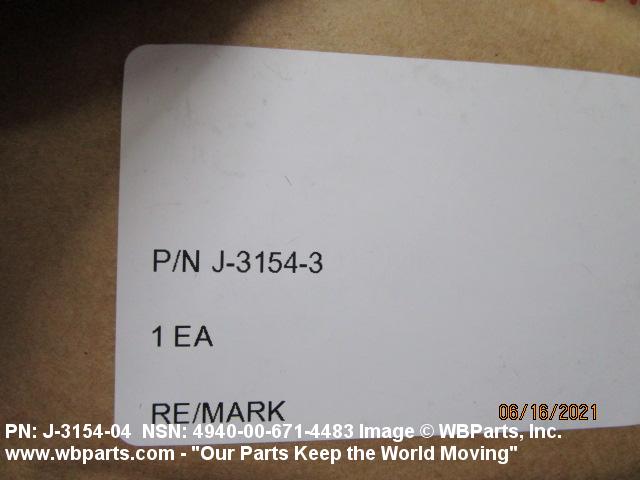 P/N J-3154-3
1 EA
RE/MARK
06/16/2021
PN: J-3154-04 NSN: 4940-00-671-4483 Image © WBParts, Inc.
www.wbparts.com - "Our Parts Keep the World Moving"